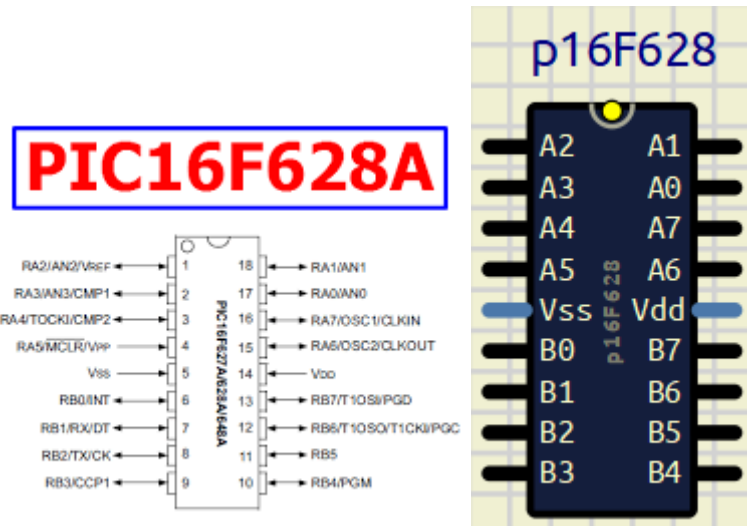 PIC16F628A
RA2/AN2/VREF 1 18 RA1/AN1
RA3/AN3/CMP1 2 17 RA0/AN0
RA4/TOCKI/CMP2 3 16 RA7/OSC1/CLKIN
RA5/MCLR/VPP 4 15 RA6/OSC2/CLKOUT
VSS 5 14 VDD
RB0/INT 6 13 RB7/T1OSI/PGD
RB1/RX/DT 7 12 RB6/T1OSO/T1CKI/PGC
RB2/TX/CK 8 11 RB5
RB3/CCP1 9 10 RB4/PGM
PIC16F627A/628A/648A
p16F628
A2 A1
A3 A0
A4 A7
A5 A6
Vss Vdd
B0 B7
B1 B6
B2 B5
B3 B4
p16F628